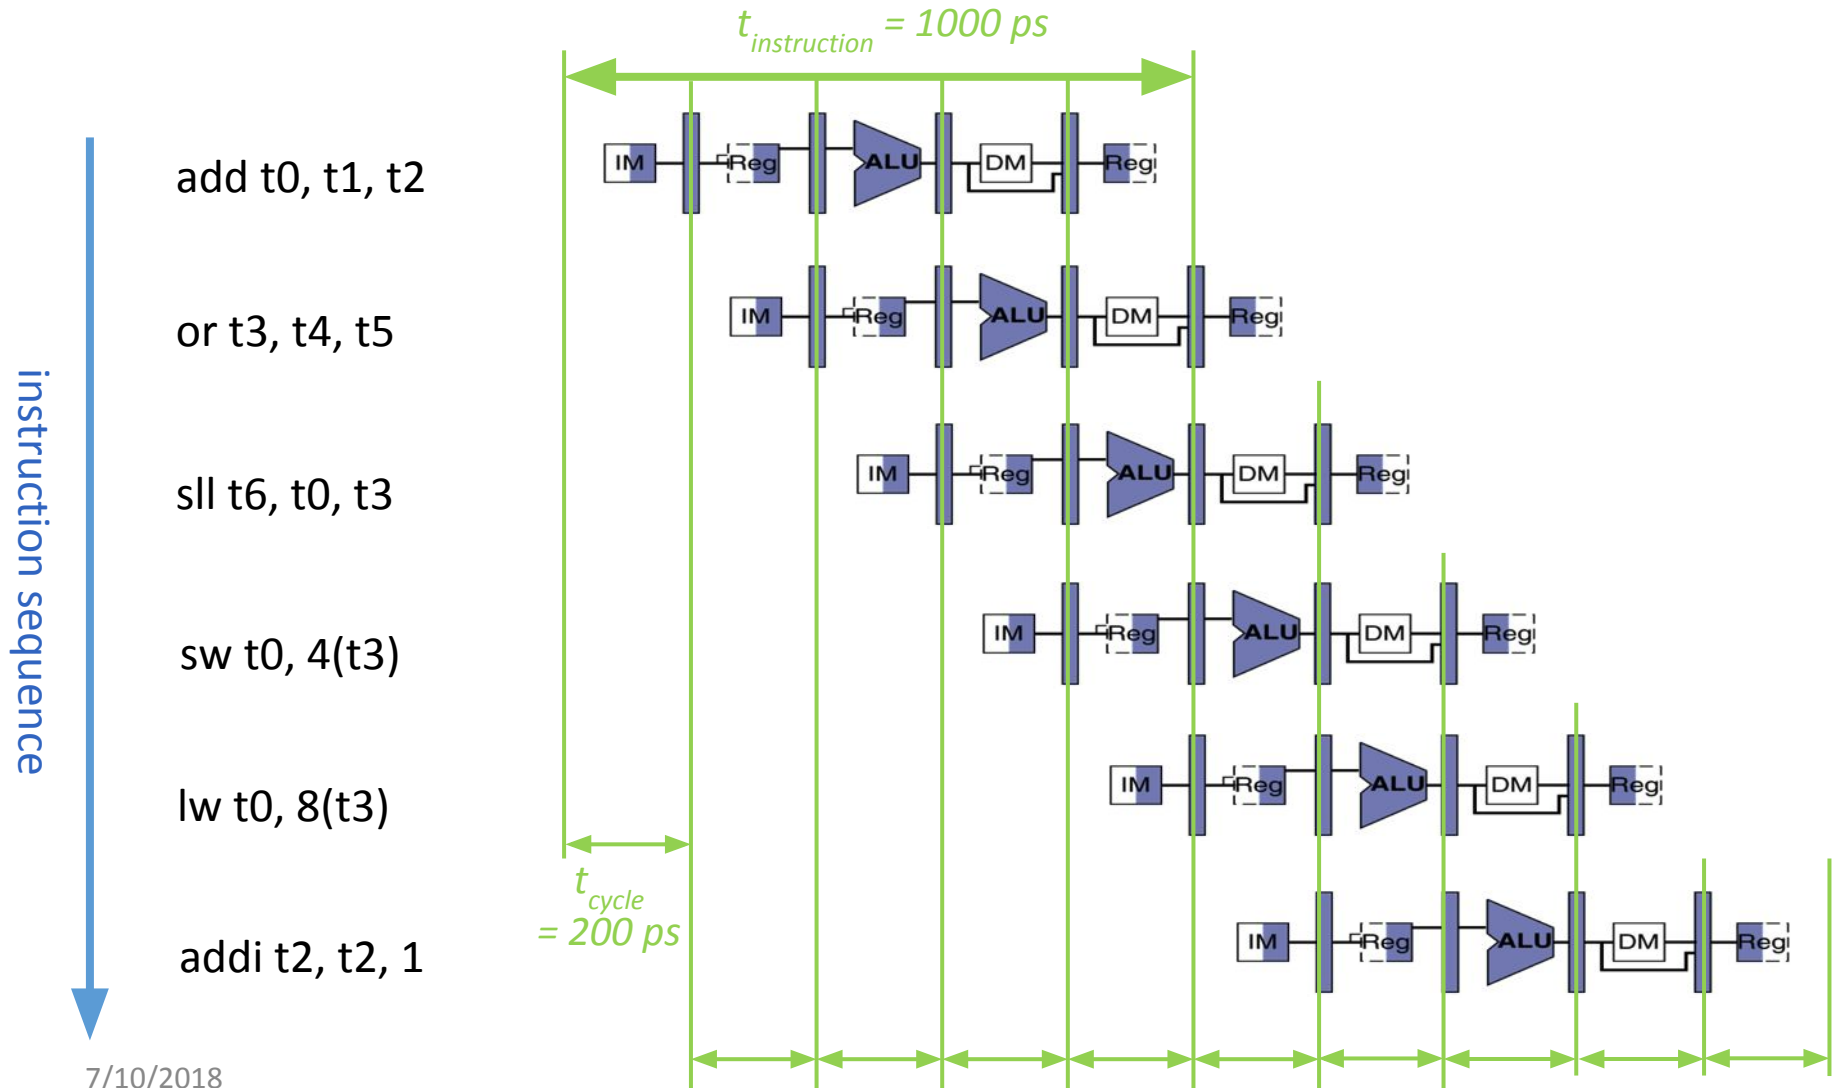 t instruction = 1000 ps
add t0, t1, t2
IM Reg ALU DM Reg
or t3, t4, t5
IM Reg ALU DM Reg
instruction sequence
sll t6, t0, t3
IM Reg ALU DM Reg
sw t0, 4(t3)
IM Reg ALU DM Reg
lw t0, 8(t3)
IM Reg ALU DM Reg
t cycle
= 200 ps
addi t2, t2, 1
IM Reg ALU DM Reg
7/10/2018